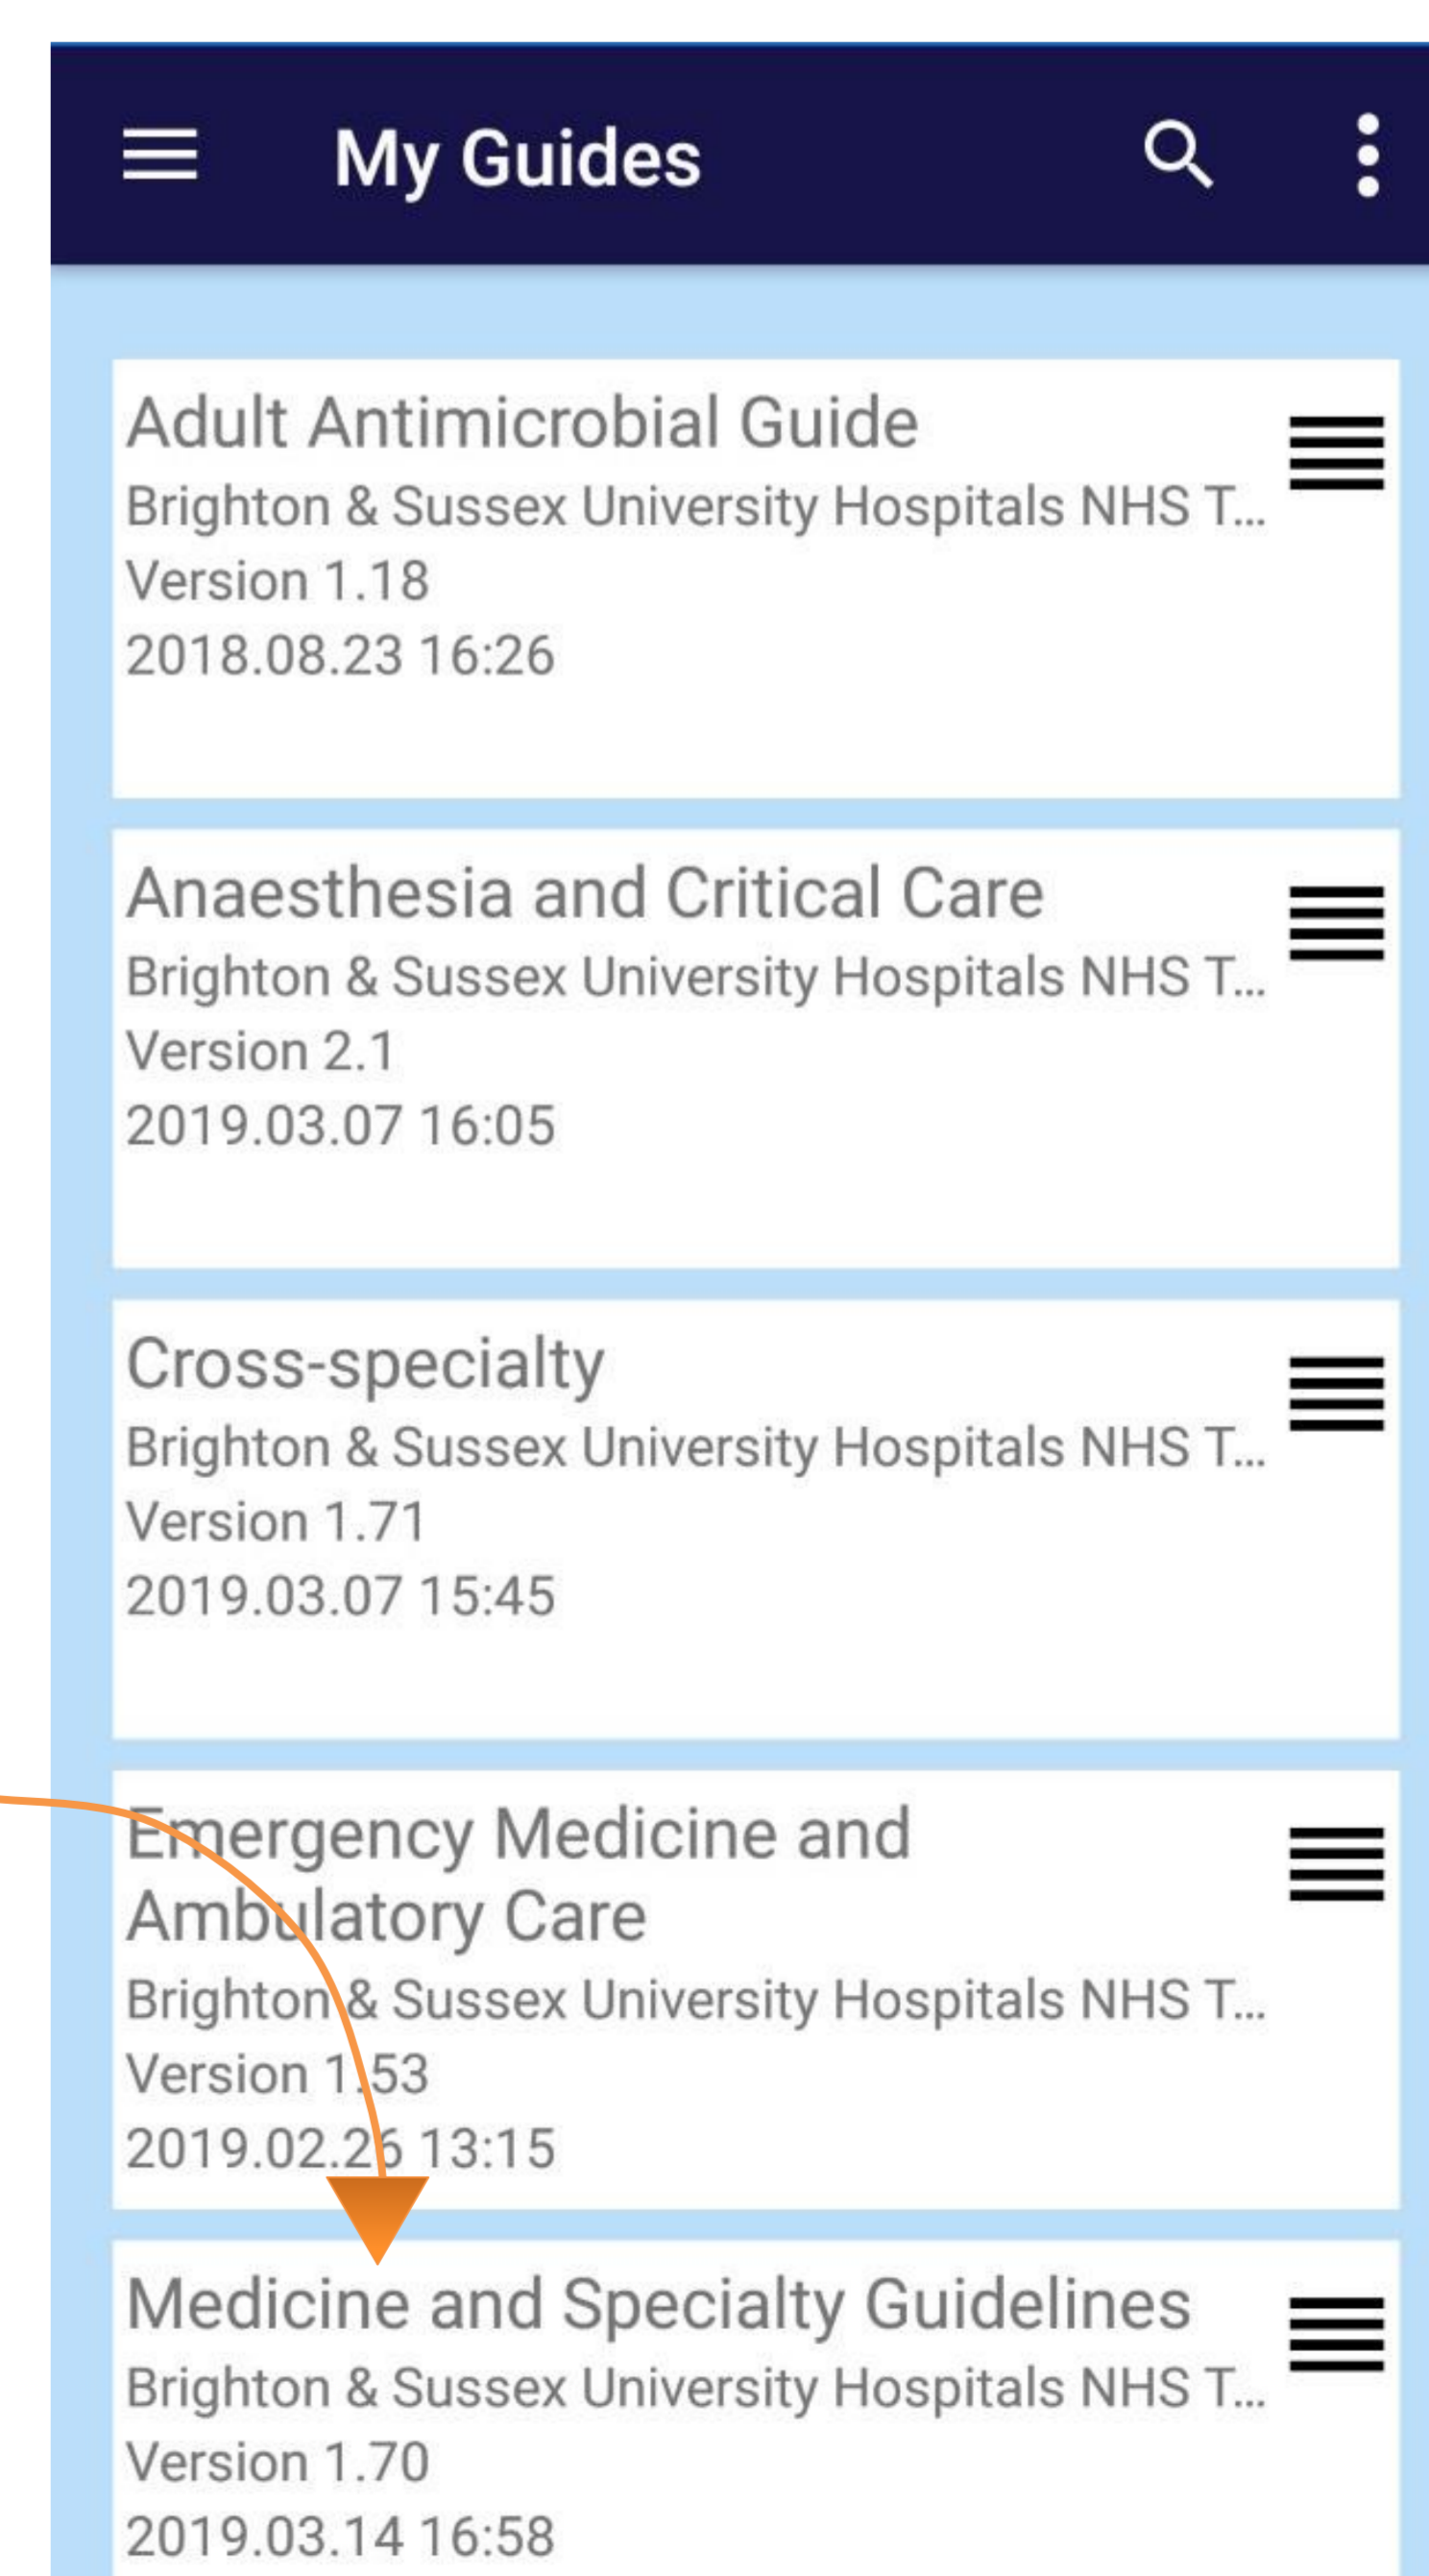 My Guides
Adult Antimicrobial Guide
Brighton & Sussex University Hospitals NHS T...
Version 1.18
2018.08.23 16:26
Anaesthesia and Critical Care
Brighton & Sussex University Hospitals NHS T...
Version 2.1
2019.03.07 16:05
Cross-specialty
Brighton & Sussex University Hospitals NHS T...
Version 1.71
2019.03.07 15:45
Emergency Medicine and
Ambulatory Care
Brighton & Sussex University Hospitals NHS T...
Version 1.53
2019.02.26 13:15
Medicine and Specialty Guidelines
Brighton & Sussex University Hospitals NHS T...
Version 1.70
2019.03.14 16:58